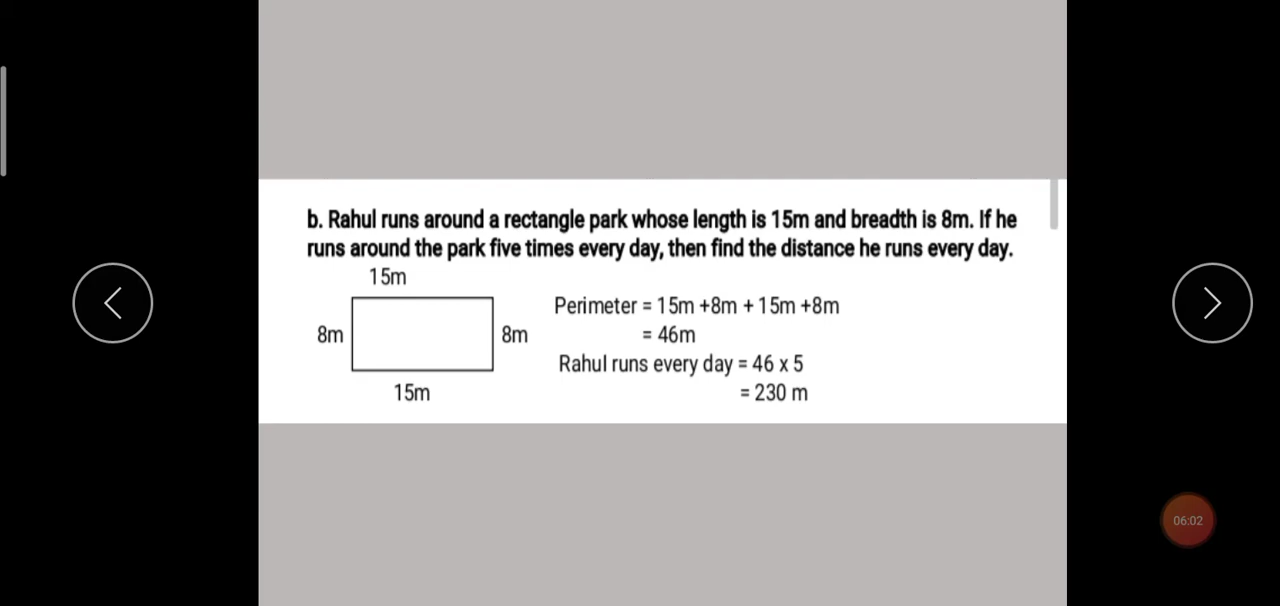 b. Rahul runs around a rectangle park whose length is 15m and breadth is 8m. If he
runs around the park five times every day, then find the distance he runs every day.
15m
8m
8m
15m
Perimeter = 15m +8m + 15m +8m
= 46m
Rahul runs every day = 46 x 5
= 230 m
06:02